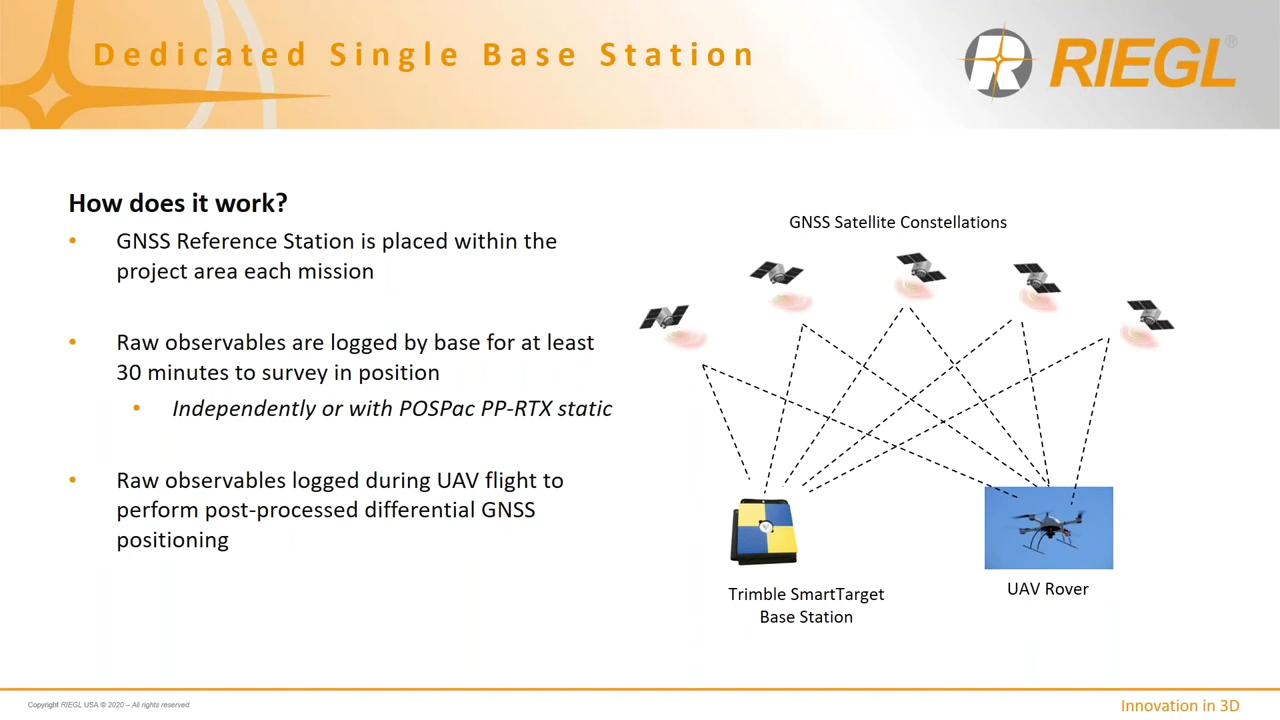 Dedicated Single Base Station
RIEGL®
How does it work?
• GNSS Reference Station is placed within the
project area each mission
• Raw observables are logged by base for at least
30 minutes to survey in position
• Independently or with POSPac PP-RTX static
• Raw observables logged during UAV flight to
perform post-processed differential GNSS
positioning
GNSS Satellite Constellations
Trimble SmartTarget
Base Station
UAV Rover
Copyright RIEGL USA © 2020 – All rights reserved.
Innovation in 3D